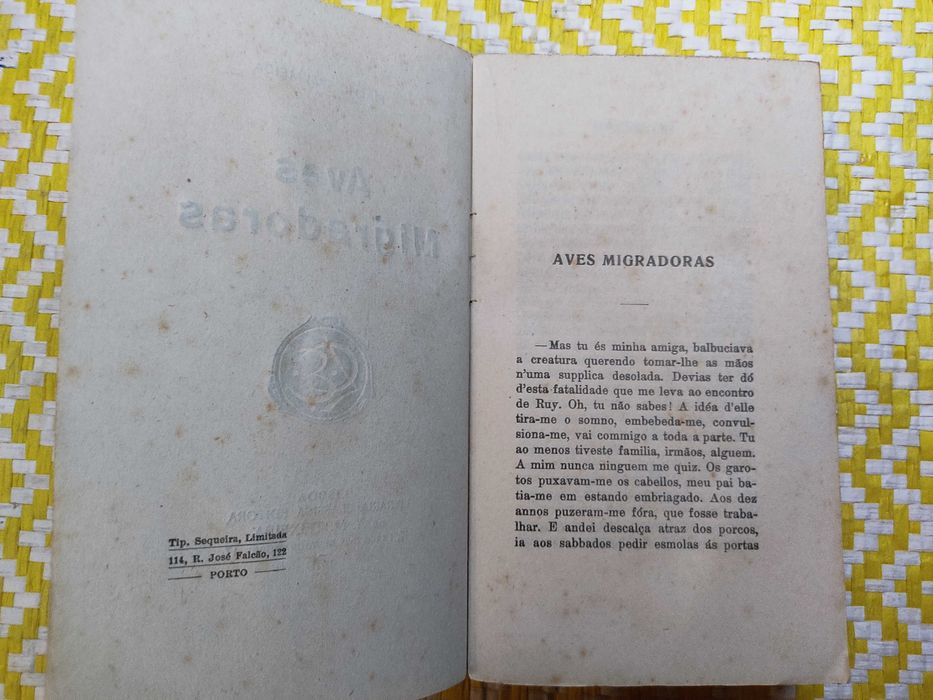 Aves
Migradoras
Tip. Sequeira, Limitada
114, R. José Falcão, 122
PORTO
AVES MIGRADORAS
—Mas tu és minha amiga, balbuciava
a creatura querendo tomar-lhe as mãos
n'uma supplica desolada. Devias ter dó
d'esta fatalidade que me leva ao encontro
de Ruy. Oh, tu não sabes! A idéa d'elle
tira-me o somno, embebeda-me, convul-
siona-me, vai commigo a toda a parte. Tu
ao menos tiveste familia, irmãos, alguem.
A mim nunca ninguem me quiz. Os garo-
tos puxavam-me os cabellos, meu pai ba-
tia-me em estando embriagado. Aos dez
annos puzeram-me fóra, que fosse traba-
lhar. E andei descalça atraz dos porcos,
ia aos sabbados pedir esmolas ás portas